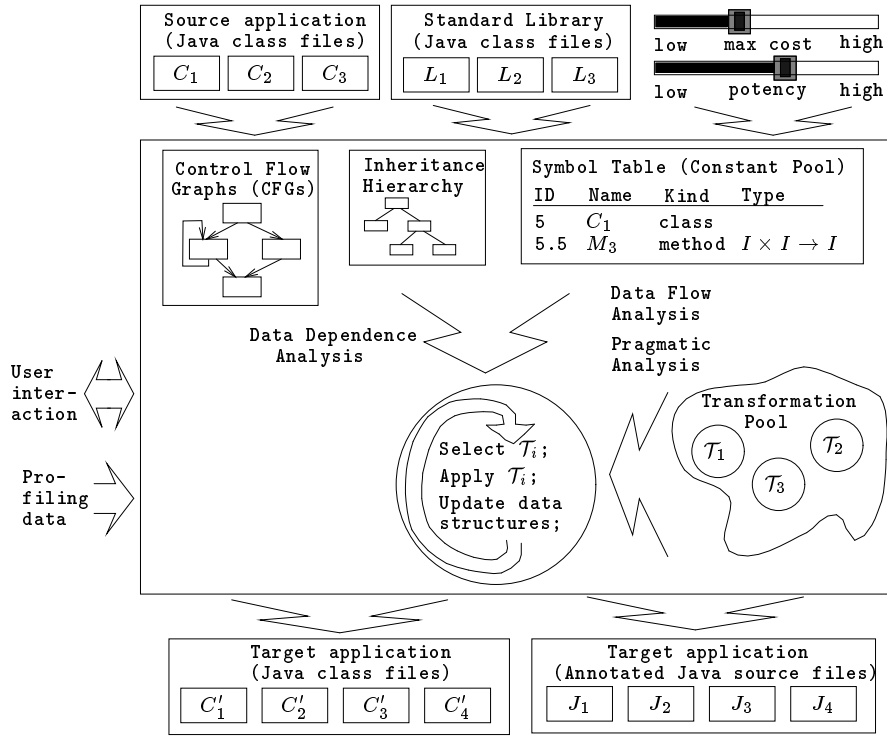 Source application
(Java class files)
C1 C2 C3
Standard Library
(Java class files)
L1 L2 L3
low max cost high
low potency high
Control Flow
Graphs (CFGs)
Inheritance
Hierarchy
Symbol Table (Constant Pool)
ID Name Kind Type
5 C1 class
5.5 M3 method I × I → I
Data Dependence
Analysis
Data Flow
Analysis
Pragmatic
Analysis
User
inter-
action
Pro-
filing
data
Select 𝒯i;
Apply 𝒯i;
Update data
structures;
Transformation
Pool
𝒯1 𝒯2
𝒯3
Target application
(Java class files)
C′1 C′2 C′3 C′4
Target application
(Annotated Java source files)
J1 J2 J3 J4